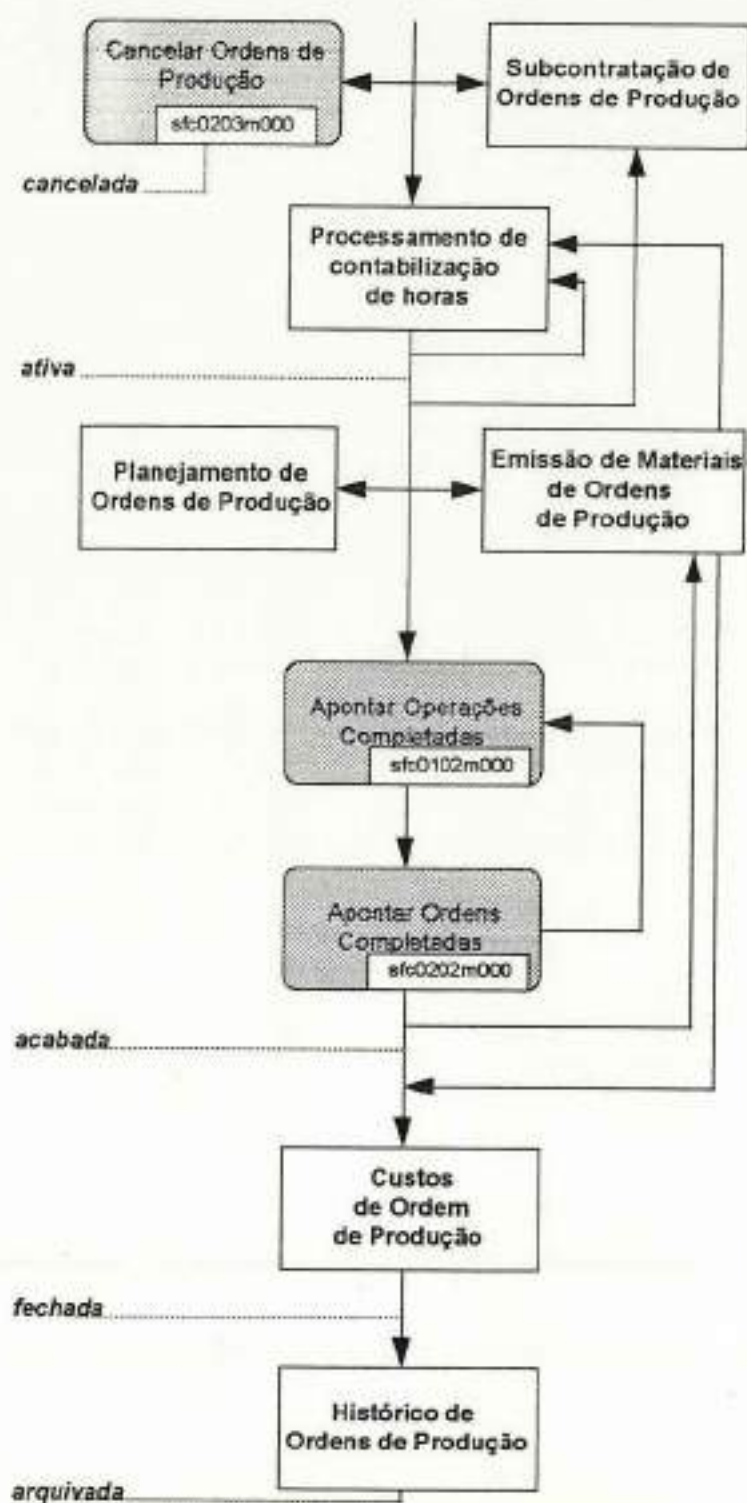 Cancelar Ordens de
Produção
sfc0203m000
Subcontratação de
Ordens de Produção
cancelada
Processamento de
contabilização
de horas
ativa
Planejamento de
Ordens de Produção
Emissão de Materiais
de Ordens
de Produção
Apontar Operações
Completadas
sfc0102m000
Apontar Ordens
Completadas
sfc0202m000
acabada
Custos
de Ordem
de Produção
fechada
Histórico de
Ordens de Produção
arquivada